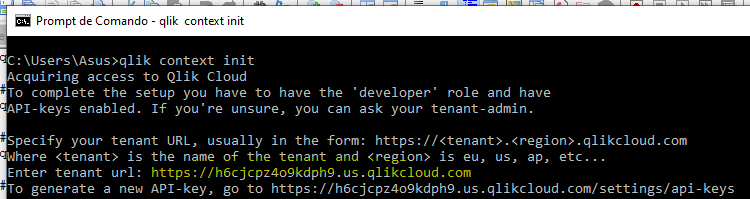 Prompt de Comando - qlik context init
C:\Users\Asus>qlik context init
Acquiring access to Qlik Cloud
To complete the setup you have to have the 'developer' role and have
API-keys enabled. If you're unsure, you can ask your tenant-admin.
Specify your tenant URL, usually in the form: https://<tenant>.<region>.qlikcloud.com
Where <tenant> is the name of the tenant and <region> is eu, us, ap, etc...
Enter tenant url: https://h6cjcpz4o9kdph9.us.qlikcloud.com
To generate a new API-key, go to https://h6cjcpz4o9kdph9.us.qlikcloud.com/settings/api-keys